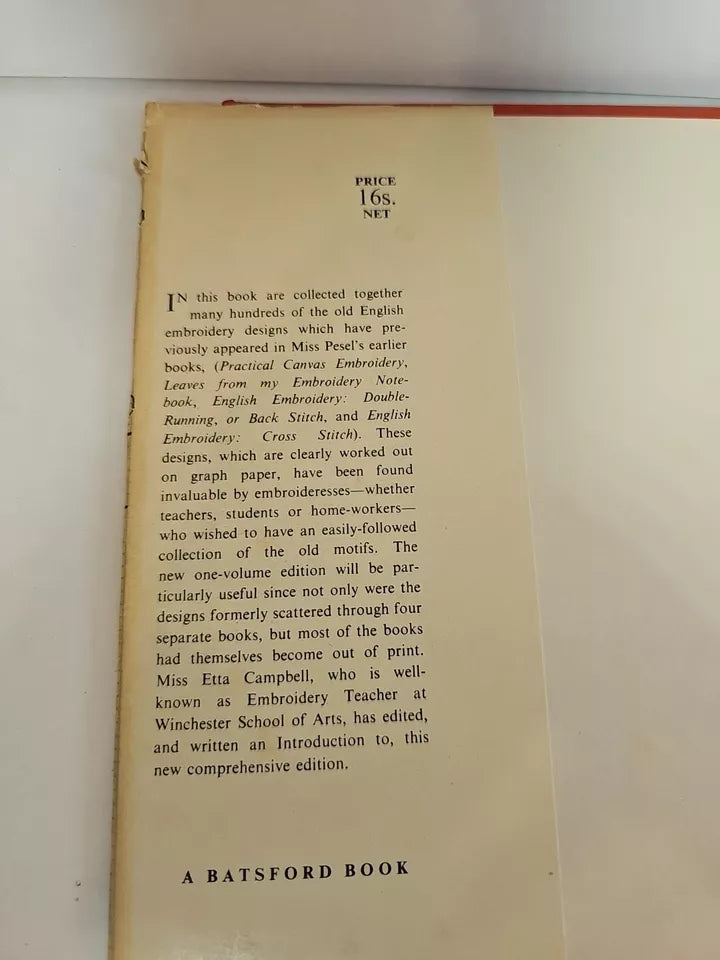 PRICE
16s.
NET
IN this book are collected together
many hundreds of the old English
embroidery designs which have pre-
viously appeared in Miss Pesel's earlier
books, (Practical Canvas Embroidery,
Leaves from my Embroidery Note-
book, English Embroidery: Double-
Running, or Back Stitch, and English
Embroidery: Cross Stitch). These
designs, which are clearly worked out
on graph paper, have been found
invaluable by embroideresses—whether
teachers, students or home-workers—
who wished to have an easily-followed
collection of the old motifs. The
new one-volume edition will be par-
ticularly useful since not only were the
designs formerly scattered through four
separate books, but most of the books
had themselves become out of print.
Miss Etta Campbell, who is well-
known as Embroidery Teacher at
Winchester School of Arts, has edited,
and written an Introduction to, this
new comprehensive edition.
A BATSFORD BOOK